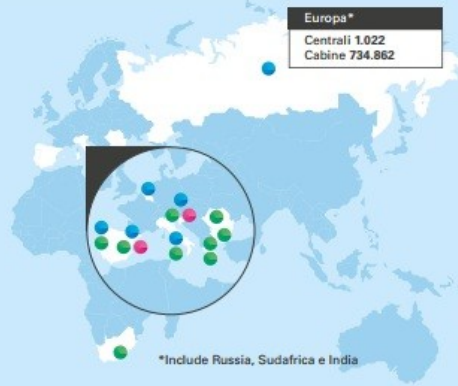 Europa*
Centrali 1.022
Cabine 734.862
*Include Russia, Sudafrica e India